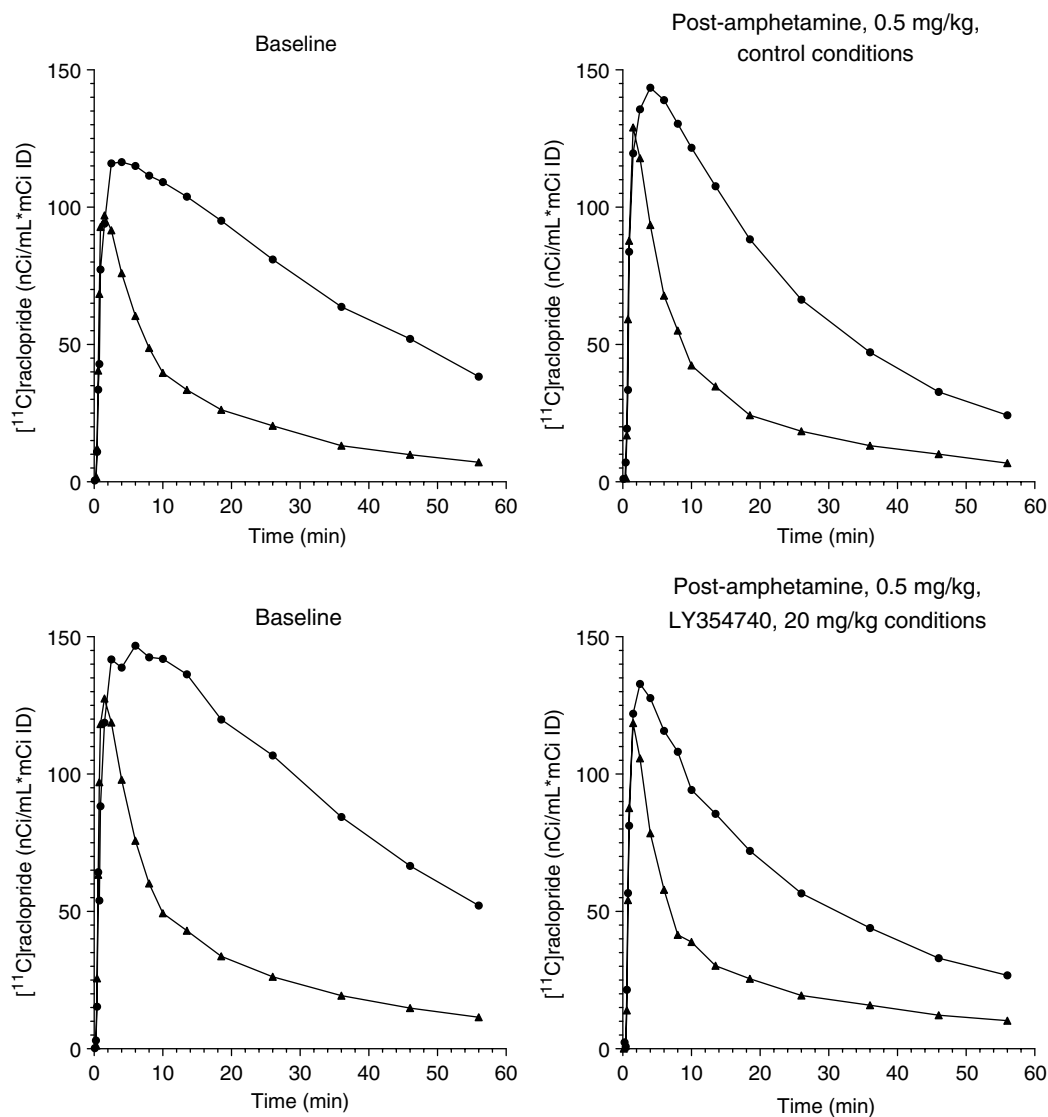 Baseline
[¹¹C]raclopride (nCi/mL*mCi ID)
150
100
50
0
0 10 20 30 40 50 60
Time (min)
Post-amphetamine, 0.5 mg/kg,
control conditions
[¹¹C]raclopride (nCi/mL*mCi ID)
150
100
50
0
0 10 20 30 40 50 60
Time (min)
Baseline
[¹¹C]raclopride (nCi/mL*mCi ID)
150
100
50
0
0 10 20 30 40 50 60
Time (min)
Post-amphetamine, 0.5 mg/kg,
LY354740, 20 mg/kg conditions
[¹¹C]raclopride (nCi/mL*mCi ID)
150
100
50
0
0 10 20 30 40 50 60
Time (min)